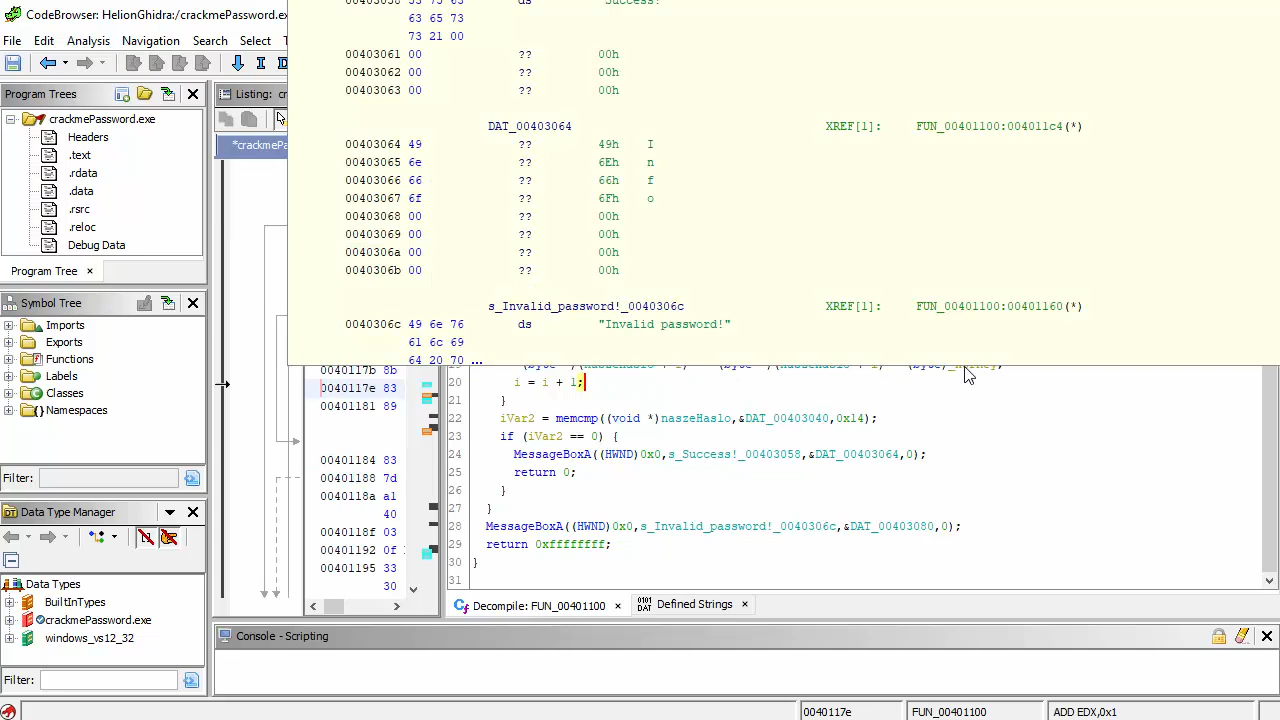 CodeBrowser: HelionGhidra:/crackmePassword.exe
File Edit Analysis Navigation Search Select
Program Trees
crackmePassword.exe
Headers
.text
.rdata
.data
.rsrc
.reloc
Debug Data
Program Tree ×
Symbol Tree
Imports
Exports
Functions
Labels
Classes
Namespaces
Filter:
Data Type Manager
Data Types
BuiltInTypes
crackmePassword.exe
windows_vs12_32
Filter:
Listing: cr
*crackmePa
ds "Success!"
63 65 73
73 21 00
00403061 00 ?? 00h
00403062 00 ?? 00h
00403063 00 ?? 00h
DAT_00403064 XREF[1]: FUN_00401100:004011c4(*)
00403064 49 ?? 49h I
00403065 6e ?? 6Eh n
00403066 66 ?? 66h f
00403067 6f ?? 6Fh o
00403068 00 ?? 00h
00403069 00 ?? 00h
0040306a 00 ?? 00h
0040306b 00 ?? 00h
s_Invalid_password!_0040306c XREF[1]: FUN_00401100:00401160(*)
0040306c 49 6e 76 ds "Invalid password!"
61 6c 69
64 20 70 ...
0040117b 8b
0040117e 83
00401181 89
00401184 83
00401188 7d
0040118a a1
40
0040118f 03
00401192 0f
00401195 33
30
20 i = i + 1;
21 }
22 iVar2 = memcmp((void *)naszeHaslo,&DAT_00403040,0x14);
23 if (iVar2 == 0) {
24 MessageBoxA((HWND)0x0,s_Success!_00403058,&DAT_00403064,0);
25 return 0;
26 }
27 }
28 MessageBoxA((HWND)0x0,s_Invalid_password!_0040306c,&DAT_00403080,0);
29 return 0xffffffff;
30 }
31
Decompile: FUN_00401100 × Defined Strings ×
Console - Scripting
0040117e FUN_00401100 ADD EDX,0x1